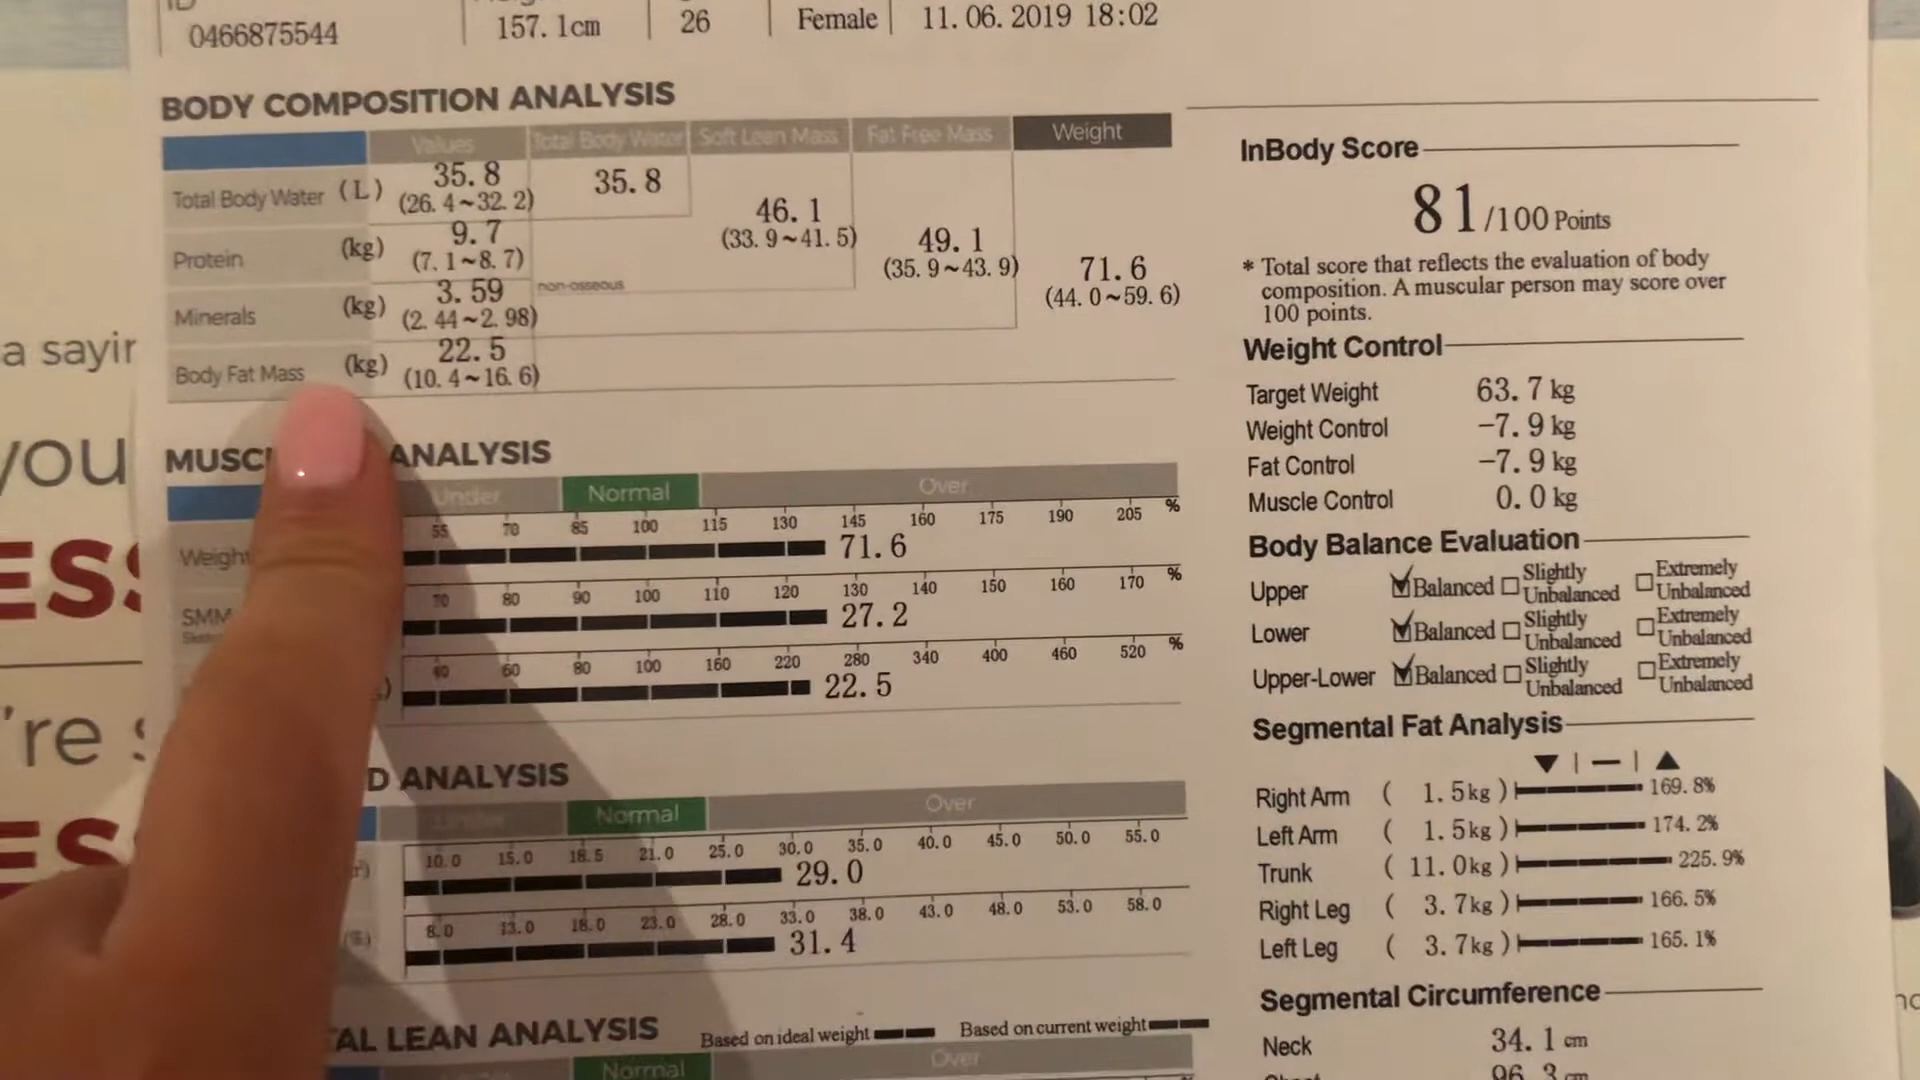 ID
0466875544
157.1cm
26
Female
11.06.2019 18:02
BODY COMPOSITION ANALYSIS
Values Total Body Water Soft Lean Mass Fat Free Mass Weight
Total Body Water (L) 35.8 (26.4~32.2) 35.8
46.1 (33.9~41.5)
Protein (kg) 9.7 (7.1~8.7)
49.1 (35.9~43.9)
71.6 (44.0~59.6)
non-osseous
Minerals (kg) 3.59 (2.44~2.98)
Body Fat Mass (kg) 22.5 (10.4~16.6)
ANALYSIS
Under Normal Over
55 70 85 100 115 130 145 160 175 190 205 %
Weight 71.6
70 80 90 100 110 120 130 140 150 160 170 %
SMM 27.2
40 60 80 100 160 220 280 340 400 460 520 %
22.5
D ANALYSIS
Under Normal Over
10.0 15.0 18.5 21.0 25.0 30.0 35.0 40.0 45.0 50.0 55.0
29.0
8.0 13.0 18.0 23.0 28.0 33.0 38.0 43.0 48.0 53.0 58.0
(%) 31.4
TAL LEAN ANALYSIS Based on ideal weight Based on current weight
Normal Over
%
InBody Score
81/100 Points
* Total score that reflects the evaluation of body
composition. A muscular person may score over
100 points.
Weight Control
Target Weight 63.7 kg
Weight Control -7.9 kg
Fat Control -7.9 kg
Muscle Control 0.0 kg
Body Balance Evaluation
Upper Balanced Slightly Unbalanced Extremely Unbalanced
Lower Balanced Slightly Unbalanced Extremely Unbalanced
Upper-Lower Balanced Slightly Unbalanced Extremely Unbalanced
Segmental Fat Analysis
Right Arm ( 1.5kg ) 169.8%
Left Arm ( 1.5kg ) 174.2%
Trunk ( 11.0kg ) 225.9%
Right Leg ( 3.7kg ) 166.5%
Left Leg ( 3.7kg ) 165.1%
Segmental Circumference
Neck 34.1 cm
96.3 cm
a sayin
you
ESS
're s